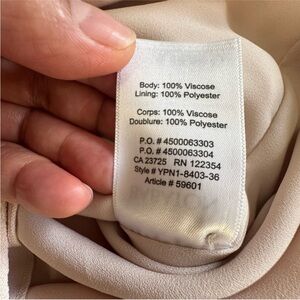 Body: 100% Viscose
Lining: 100% Polyester
Corps: 100% Viscose
Doublure: 100% Polyester
P.O. # 4500063303
P.O. # 4500063304
CA 23725 RN 122354
Style # YPN1-8403-36
Article # 59601